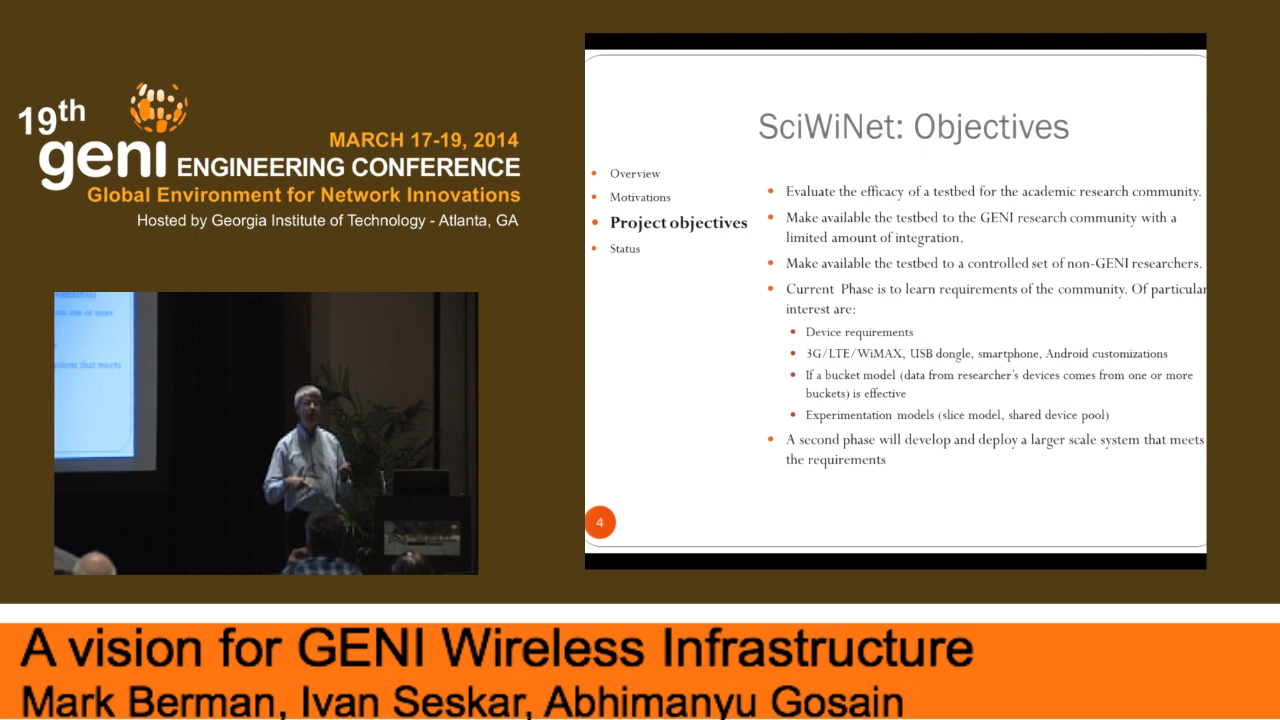 19th
geni
MARCH 17-19, 2014
ENGINEERING CONFERENCE
Global Environment for Network Innovations
Hosted by Georgia Institute of Technology - Atlanta, GA
SciWiNet: Objectives
Overview
Motivations
Project objectives
Status
Evaluate the efficacy of a testbed for the academic research community.
Make available the testbed to the GENI research community with a
limited amount of integration.
Make available the testbed to a controlled set of non-GENI researchers.
Current Phase is to learn requirements of the community. Of particular
interest are:
Device requirements
3G/LTE/WiMAX, USB dongle, smartphone, Android customizations
If a bucket model (data from researcher's devices comes from one or more
buckets) is effective
Experimentation models (slice model, shared device pool)
A second phase will develop and deploy a larger scale system that meets
the requirements
4
om one or more
ystem that meets
A vision for GENI Wireless Infrastructure
Mark Berman, Ivan Seskar, Abhimanyu Gosain